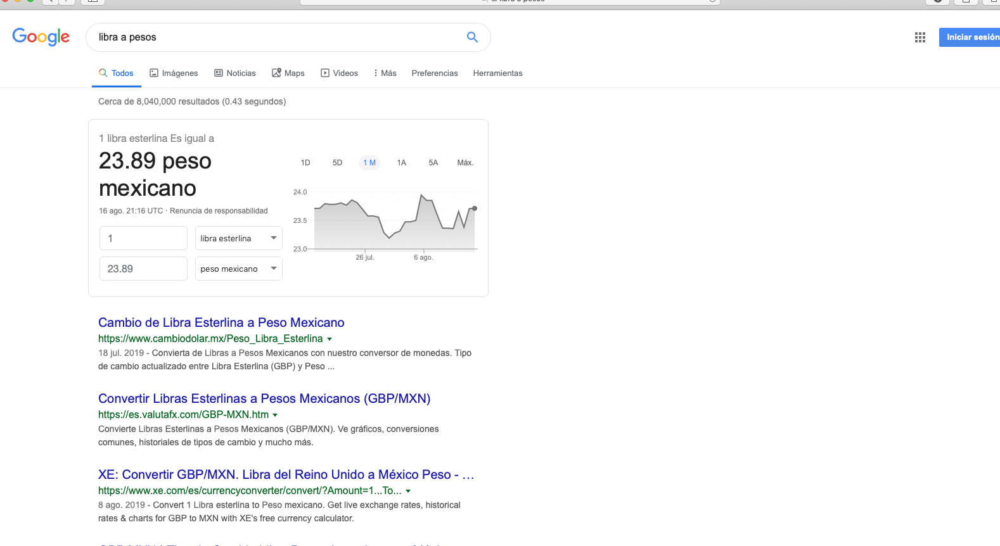 libra a pesos
Google
libra a pesos
Iniciar sesión
Todos Imágenes Noticias Maps Videos Más Preferencias Herramientas
Cerca de 8,040,000 resultados (0.43 segundos)
1 libra esterlina Es igual a
23.89 peso
mexicano
16 ago. 21:16 UTC · Renuncia de responsabilidad
1 libra esterlina
23.89 peso mexicano
1D 5D 1 M 1A 5A Máx.
24.0
23.5
23.0
26 jul. 6 ago.
Cambio de Libra Esterlina a Peso Mexicano
https://www.cambiodolar.mx/Peso_Libra_Esterlina
18 jul. 2019 - Convierta de Libras a Pesos Mexicanos con nuestro conversor de monedas. Tipo
de cambio actualizado entre Libra Esterlina (GBP) y Peso ...
Convertir Libras Esterlinas a Pesos Mexicanos (GBP/MXN)
https://es.valutafx.com/GBP-MXN.htm
Convierte Libras Esterlinas a Pesos Mexicanos (GBP/MXN). Ve gráficos, conversiones
comunes, historiales de tipos de cambio y mucho más.
XE: Convertir GBP/MXN. Libra del Reino Unido a México Peso - ...
https://www.xe.com/es/currencyconverter/convert/?Amount=1...To...
8 ago. 2019 - Convert 1 Libra esterlina to Peso mexicano. Get live exchange rates, historical
rates & charts for GBP to MXN with XE's free currency calculator.